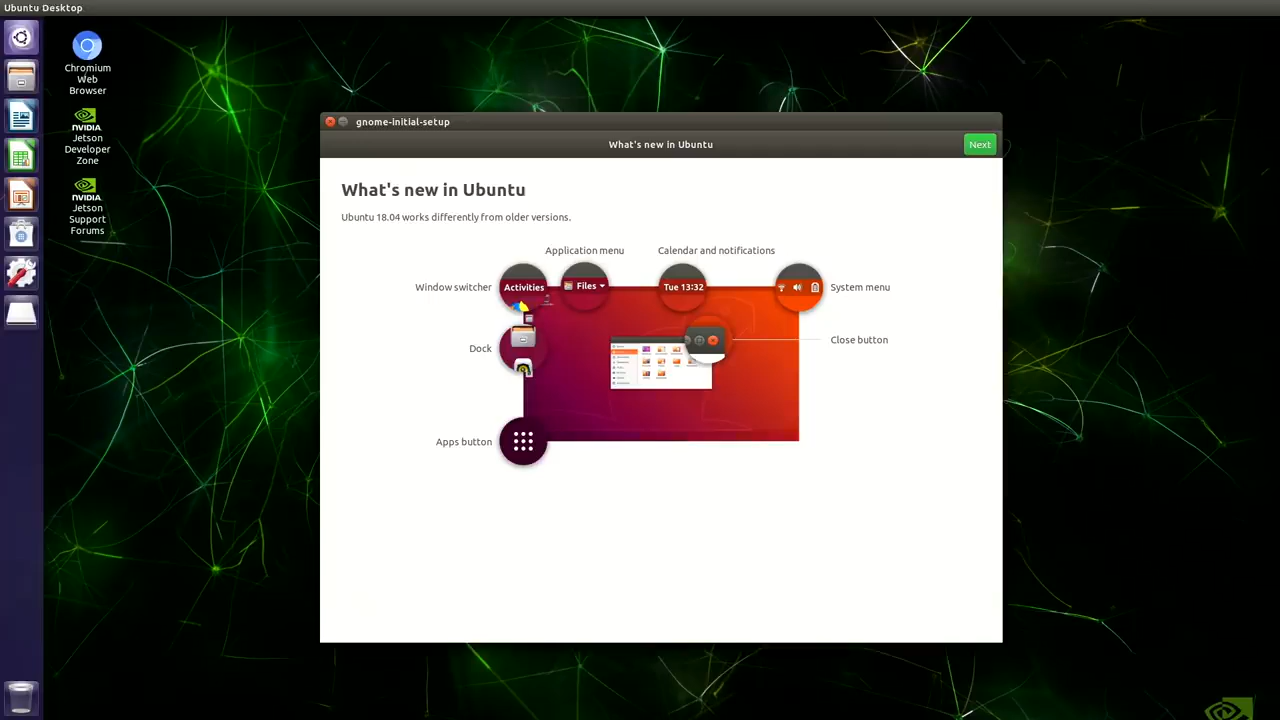 Ubuntu Desktop
Chromium
Web
Browser
NVIDIA
Jetson
Developer
Zone
NVIDIA
Jetson
Support
Forums
gnome-initial-setup
What's new in Ubuntu
Next
What's new in Ubuntu
Ubuntu 18.04 works differently from older versions.
Application menu
Calendar and notifications
Window switcher
Activities
Files
Tue 13:32
System menu
Dock
Close button
Apps button